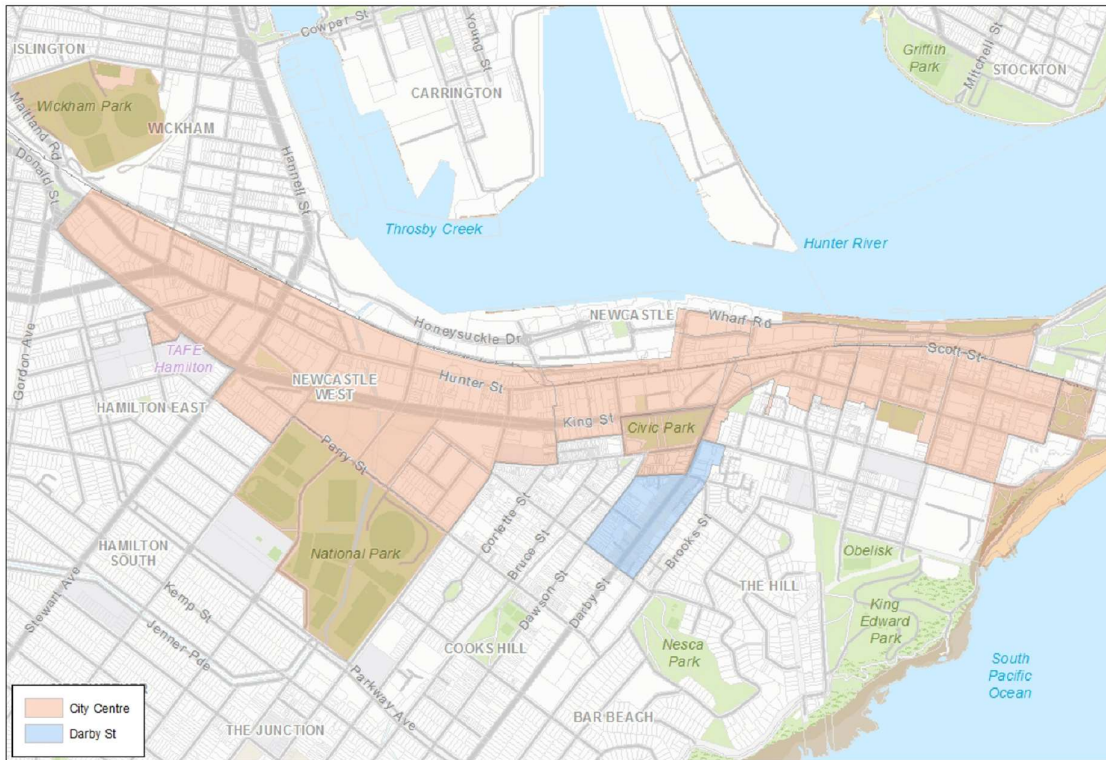 Cowper St
Young St
Mitchell St
Griffith
Park
STOCKTON
ISLINGTON
CARRINGTON
Wickham Park
Maitland Rd
WICKHAM
Donald St
Hannell St
Throsby Creek
Hunter River
Honeysuckle Dr
NEWCASTLE
Wharf Rd
Scott St
Gordon Ave
TAFE
Hamilton
NEWCASTLE
WEST
Hunter St
King St
Civic Park
HAMILTON EAST
Parry St
National Park
Corlette St
Bruce St
Dawson St
Darby St
Brooks St
HAMILTON
SOUTH
Obelisk
THE HILL
King
Edward
Park
Stewart Ave
Kemp St
Jenner Pde
COOKS HILL
Nesca
Park
South
Pacific
Ocean
Parkway Ave
BAR BEACH
THE JUNCTION
City Centre
Darby St